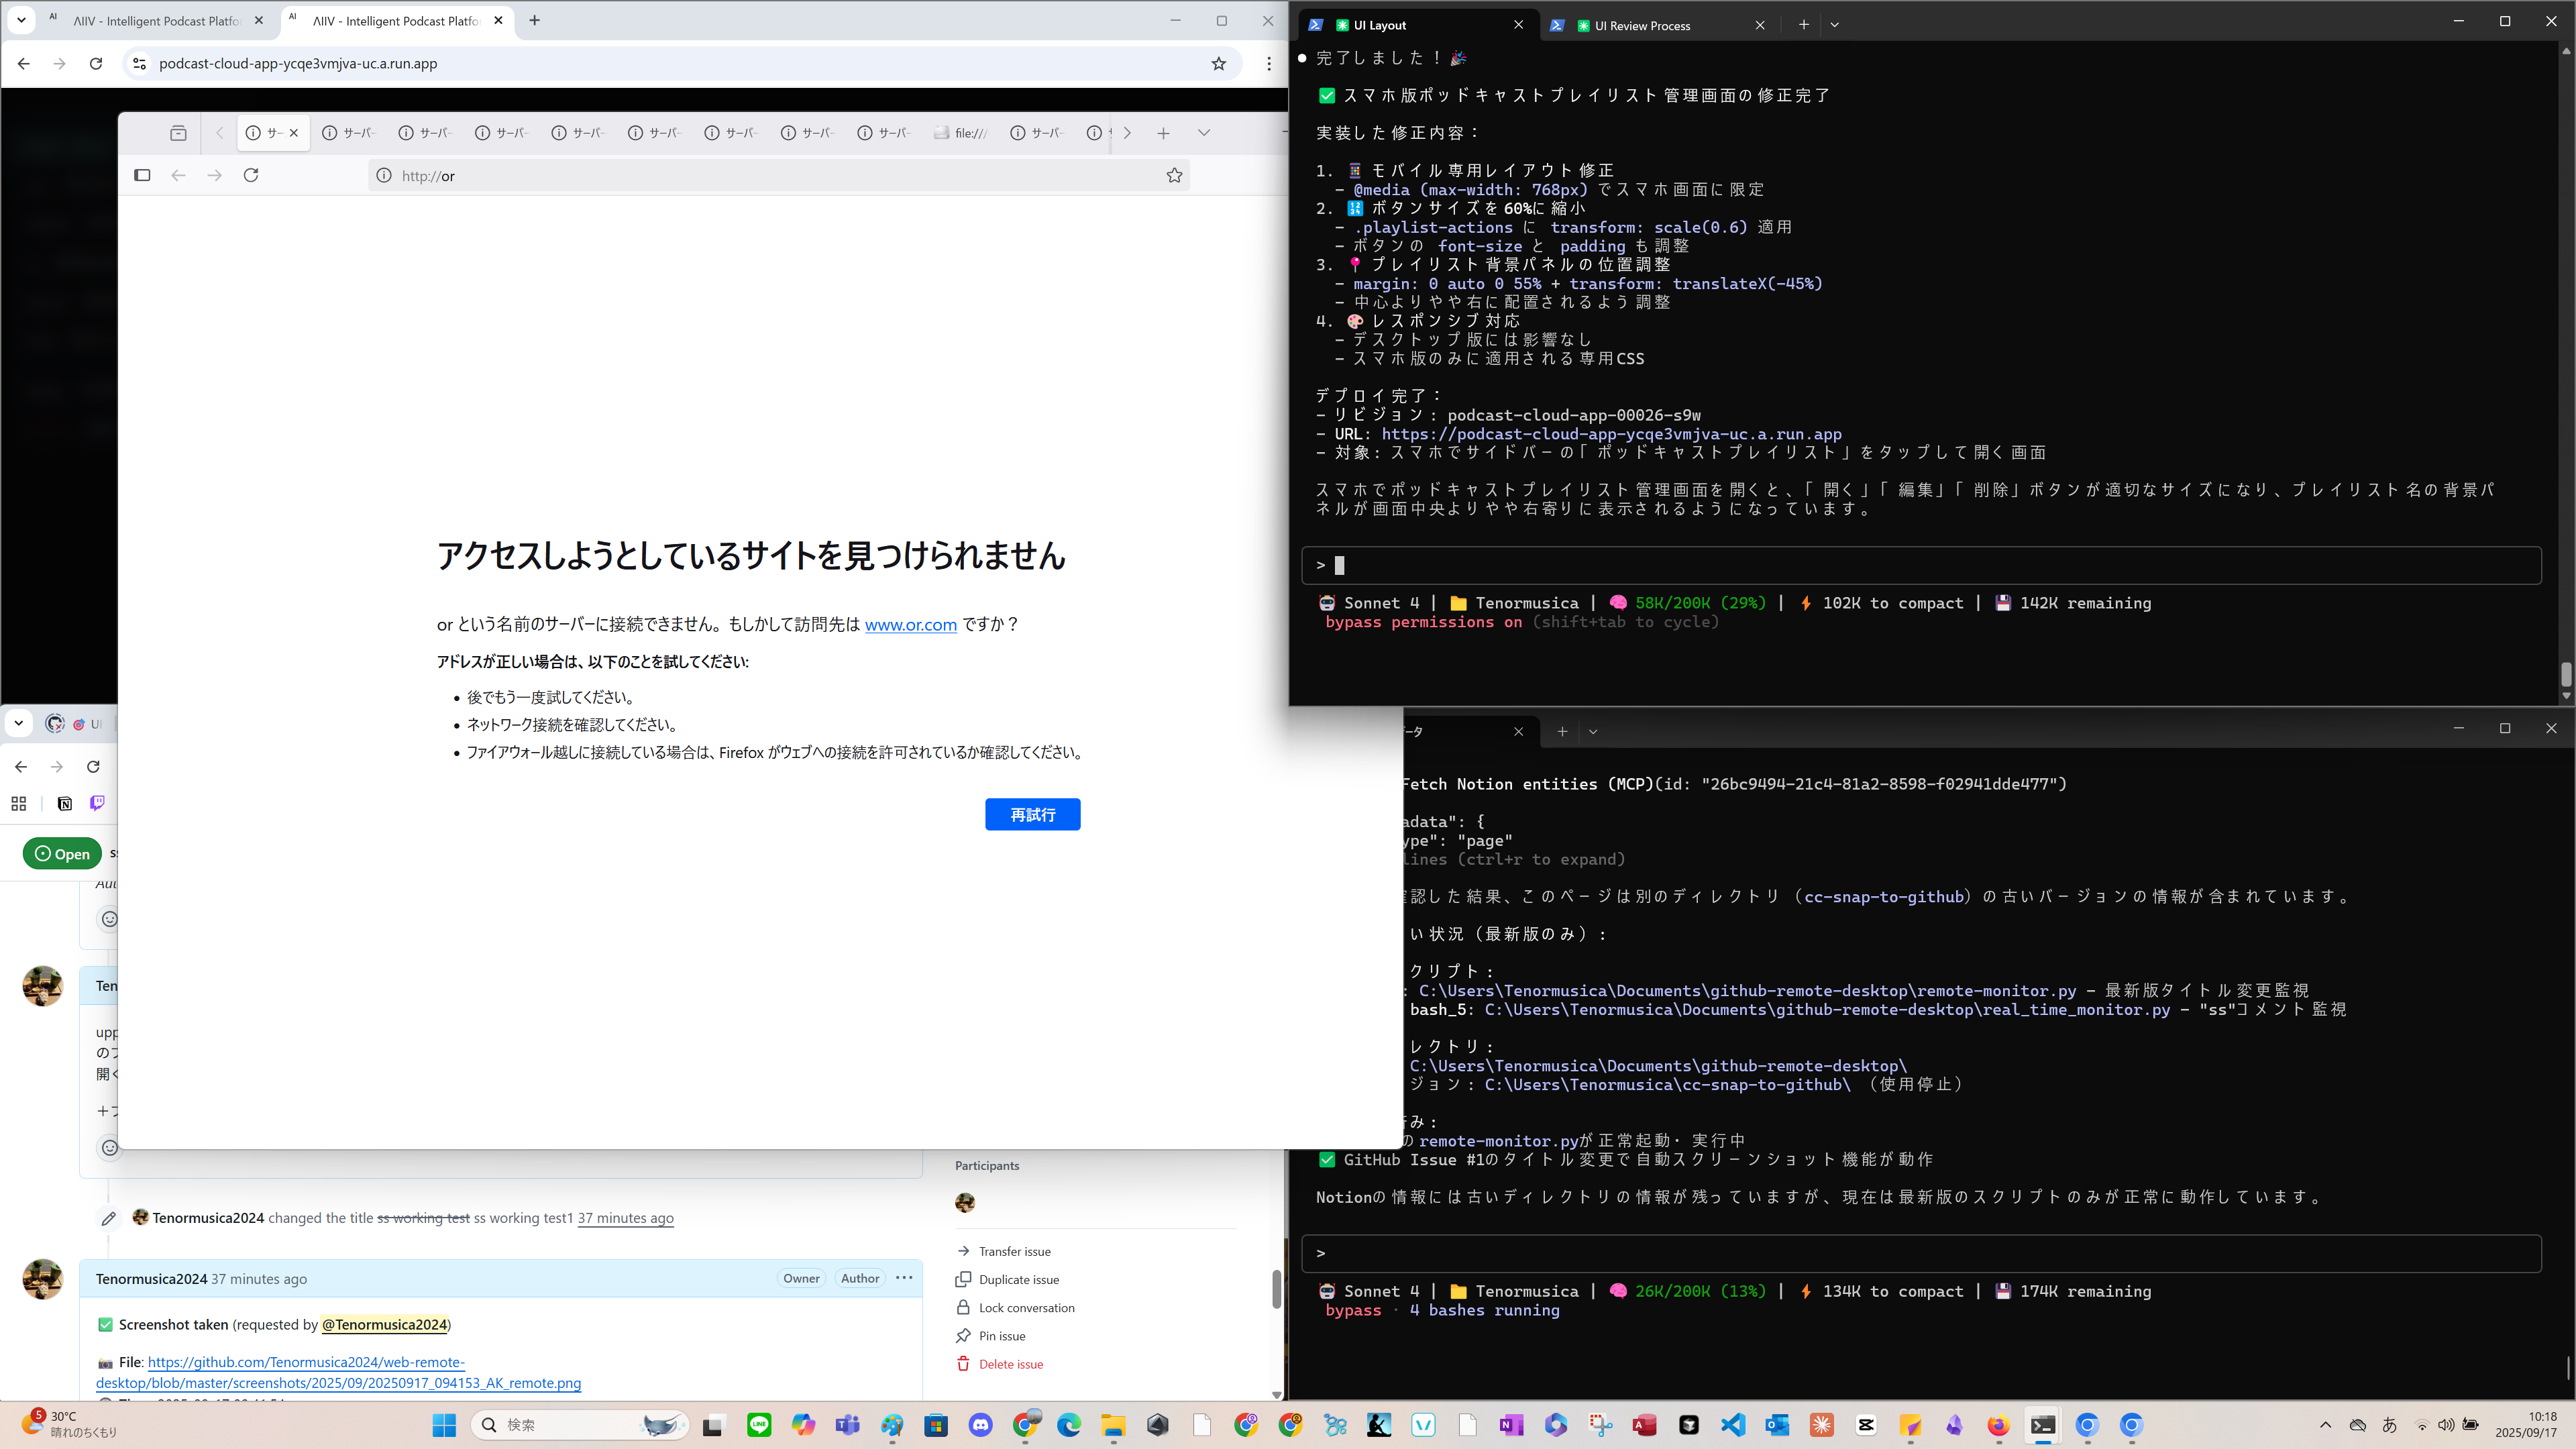 ΛIIV - Intelligent Podcast Platfo
ΛIIV - Intelligent Podcast Platfo
podcast-cloud-app-ycqe3vmjva-uc.a.run.app
サー
サーバー
サーバー
サーバー
サーバー
サーバー
サーバー
サーバー
サーバー
file:///
サーバー
http://or
アクセスしようとしているサイトを見つけられません
or という名前のサーバーに接続できません。もしかして訪問先は www.or.com ですか？
アドレスが正しい場合は、以下のことを試してください:
• 後でもう一度試してください。
• ネットワーク接続を確認してください。
• ファイアウォール越しに接続している場合は、Firefox がウェブへの接続を許可されているか確認してください。
再試行
UI
Open
Ten
upp
開く
Participants
Tenormusica2024 changed the title ss working test ss working test1 37 minutes ago
Tenormusica2024 37 minutes ago
Owner
Author
✅ Screenshot taken (requested by @Tenormusica2024)
📷 File: https://github.com/Tenormusica2024/web-remote-
desktop/blob/master/screenshots/2025/09/20250917_094153_AK_remote.png
Transfer issue
Duplicate issue
Lock conversation
Pin issue
Delete issue
UI Layout
UI Review Process
● 完了しました！🎉
✅ スマホ版ポッドキャストプレイリスト管理画面の修正完了
実装した修正内容：
1. 📱 モバイル専用レイアウト修正
- @media (max-width: 768px) でスマホ画面に限定
2. 🔢 ボタンサイズを60%に縮小
- .playlist-actions に transform: scale(0.6) 適用
- ボタンの font-size と padding も調整
3. 📍 プレイリスト背景パネルの位置調整
- margin: 0 auto 0 55% + transform: translateX(-45%)
- 中心よりやや右に配置されるよう調整
4. 🎨 レスポンシブ対応
- デスクトップ版には影響なし
- スマホ版のみに適用される専用CSS
デプロイ完了：
- リビジョン: podcast-cloud-app-00026-s9w
- URL: https://podcast-cloud-app-ycqe3vmjva-uc.a.run.app
- 対象: スマホでサイドバーの「ポッドキャストプレイリスト」をタップして開く画面
スマホでポッドキャストプレイリスト管理画面を開くと、「開く」「編集」「削除」ボタンが適切なサイズになり、プレイリスト名の背景パ
ネルが画面中央よりやや右寄りに表示されるようになっています。
>
🤖 Sonnet 4 | 📁 Tenormusica | 🧠 58K/200K (29%) | ⚡ 102K to compact | 💾 142K remaining
bypass permissions on (shift+tab to cycle)
ータ
Fetch Notion entities (MCP)(id: "26bc9494-21c4-81a2-8598-f02941dde477")
adata": {
ype": "page"
lines (ctrl+r to expand)
確認した結果、このページは別のディレクトリ（cc-snap-to-github）の古いバージョンの情報が含まれています。
い状況（最新版のみ）：
クリプト：
: C:\Users\Tenormusica\Documents\github-remote-desktop\remote-monitor.py - 最新版タイトル変更監視
bash_5: C:\Users\Tenormusica\Documents\github-remote-desktop\real_time_monitor.py - "ss"コメント監視
レクトリ：
C:\Users\Tenormusica\Documents\github-remote-desktop\
ジョン: C:\Users\Tenormusica\cc-snap-to-github\ （使用停止）
み：
のremote-monitor.pyが正常起動・実行中
✅ GitHub Issue #1のタイトル変更で自動スクリーンショット機能が動作
Notionの情報には古いディレクトリの情報が残っていますが、現在は最新版のスクリプトのみが正常に動作しています。
>
🤖 Sonnet 4 | 📁 Tenormusica | 🧠 26K/200K (13%) | ⚡ 134K to compact | 💾 174K remaining
bypass · 4 bashes running
5
30°C
晴れのちくもり
検索
あ
10:18
2025/09/17